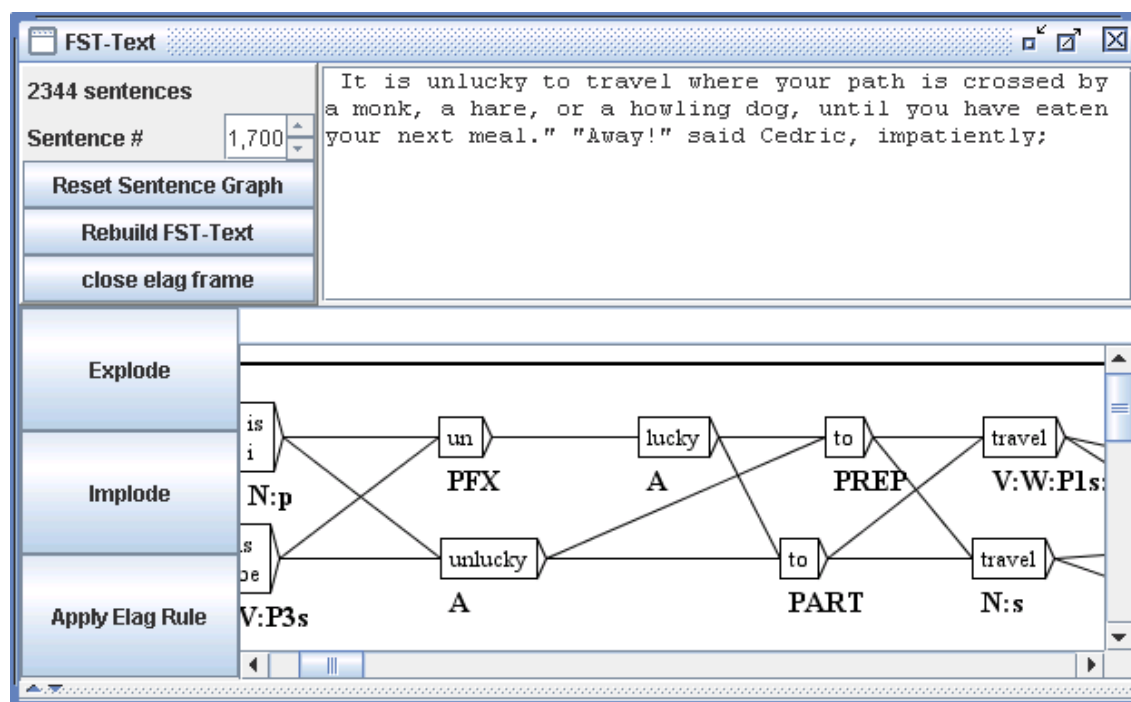 FST-Text
2344 sentences
Sentence # 1,700
Reset Sentence Graph
Rebuild FST-Text
close elag frame
It is unlucky to travel where your path is crossed by
a monk, a hare, or a howling dog, until you have eaten
your next meal." "Away!" said Cedric, impatiently;
Explode
Implode
Apply Elag Rule
is un lucky to travel
i
N:p PFX A PREP V:W:P1s:
s unlucky to travel
be
V:P3s A PART N:s